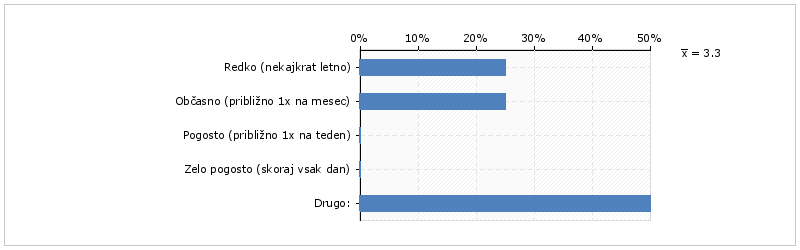 0% 10% 20% 30% 40% 50%
x̅ = 3.3
Redko (nekajkrat letno)
Občasno (približno 1x na mesec)
Pogosto (približno 1x na teden)
Zelo pogosto (skoraj vsak dan)
Drugo: